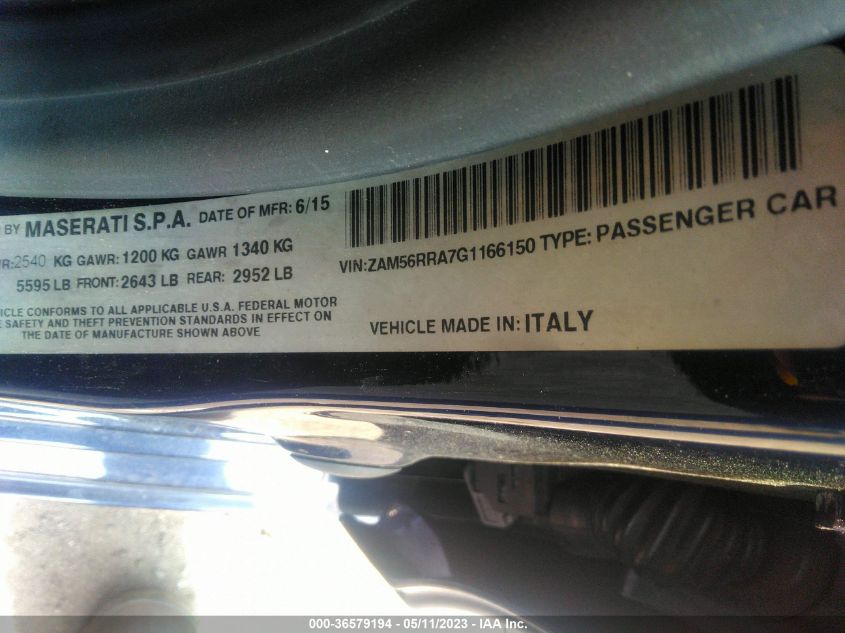 BY MASERATI S.P.A. DATE OF MFR: 6/15
2540 KG GAWR: 1200 KG GAWR 1340 KG
5595 LB FRONT: 2643 LB REAR: 2952 LB
CONFORMS TO ALL APPLICABLE U.S.A. FEDERAL MOTOR
SAFETY AND THEFT PREVENTION STANDARDS IN EFFECT ON
THE DATE OF MANUFACTURE SHOWN ABOVE
VIN:ZAM56RRA7G1166150 TYPE: PASSENGER CAR
VEHICLE MADE IN: ITALY
000-36579194 - 05/11/2023 - IAA Inc.